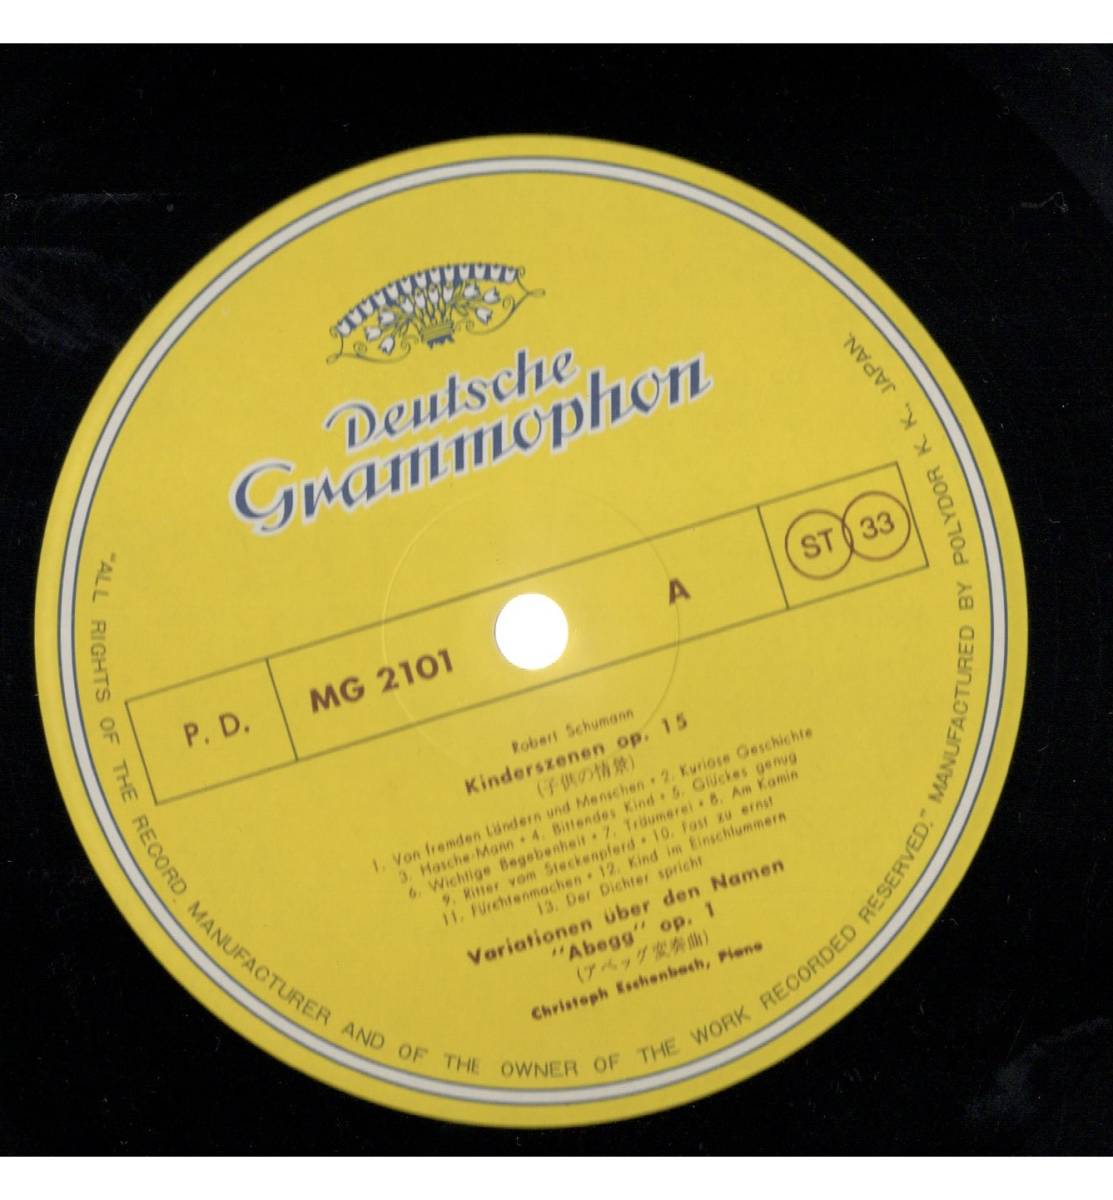 Deutsche
Grammophon
P. D.
MG 2101
A
ST 33
Robert Schumann
Kinderszenen op. 15
(子供の情景)
1. Von fremden Ländern und Menschen • 2. Kuriose Geschichte
3. Hasche-Mann • 4. Bittendes Kind • 5. Glückes genug
6. Wichtige Begebenheit • 7. Träumerei • 8. Am Kamin
9. Ritter vom Steckenpferd • 10. Fast zu ernst
11. Fürchtenmachen • 12. Kind im Einschlummern
13. Der Dichter spricht
Variationen über den Namen
"Abegg" op. 1
(アベッグ変奏曲)
Christoph Eschenbach, Piano
"ALL RIGHTS OF THE RECORD. MANUFACTURER AND OF THE OWNER OF THE WORK RECORDED RESERVED." MANUFACTURED BY POLYDOR K. K., JAPAN.